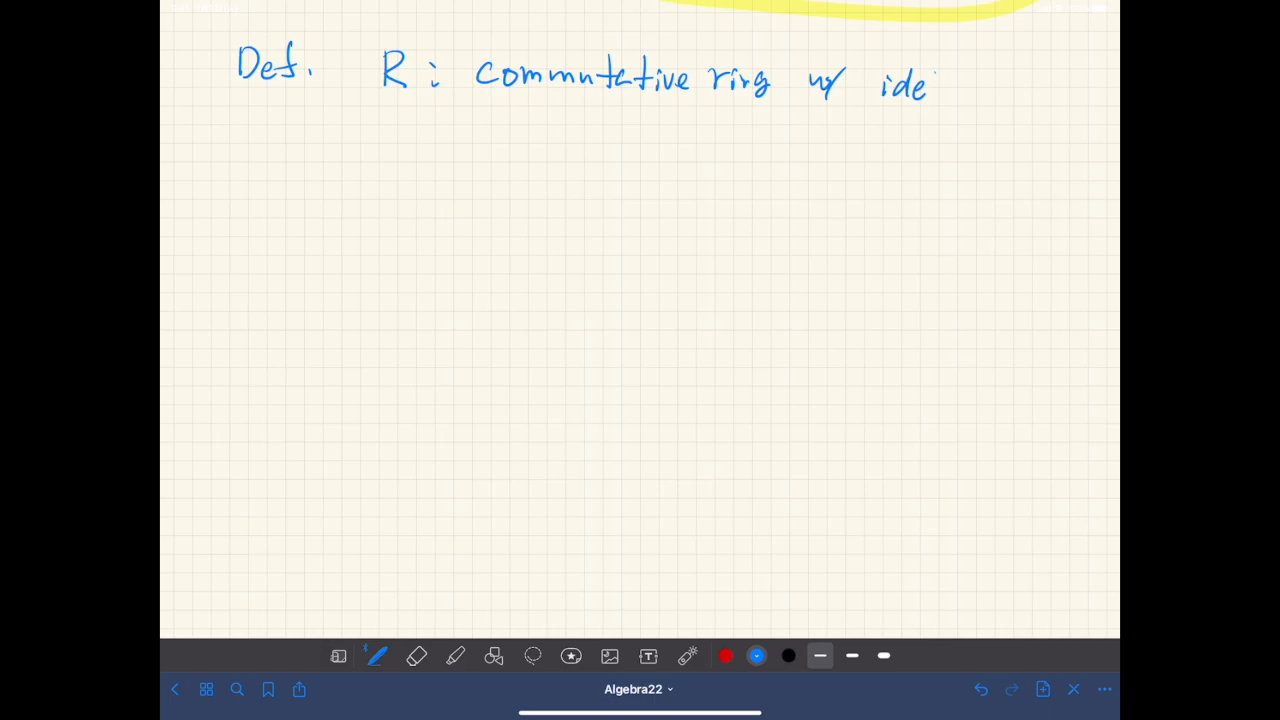 Def. R : commutative ring w/ ide
Algebra22